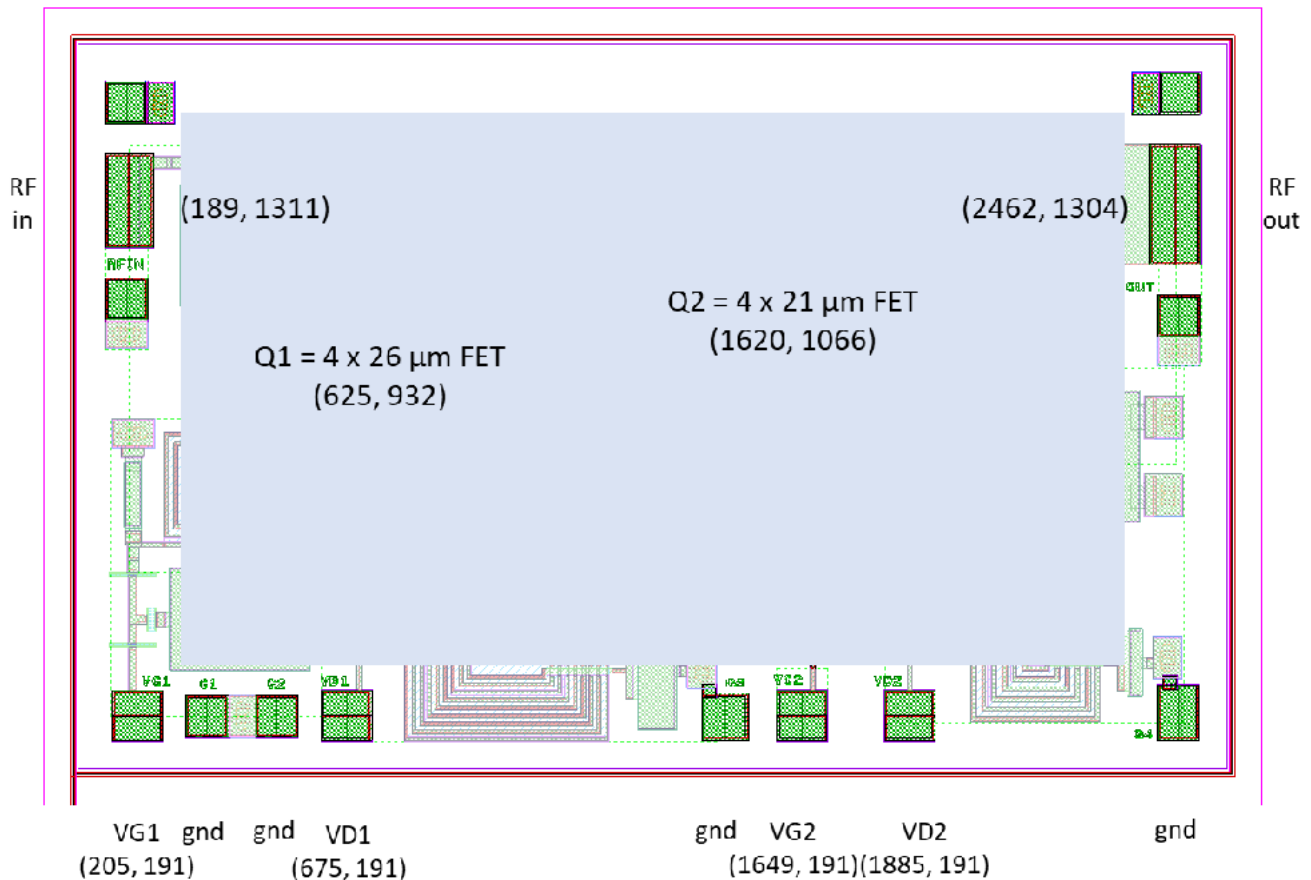 RF
in
(189, 1311)
(2462, 1304)
RF
out
RFIN
OUT
Q2 = 4 x 21 µm FET
(1620, 1066)
Q1 = 4 x 26 µm FET
(625, 932)
VG1 G1 G2 VD1 VG2 VD2
VG1 gnd gnd VD1 gnd VG2 VD2 gnd
(205, 191) (675, 191) (1649, 191)(1885, 191)